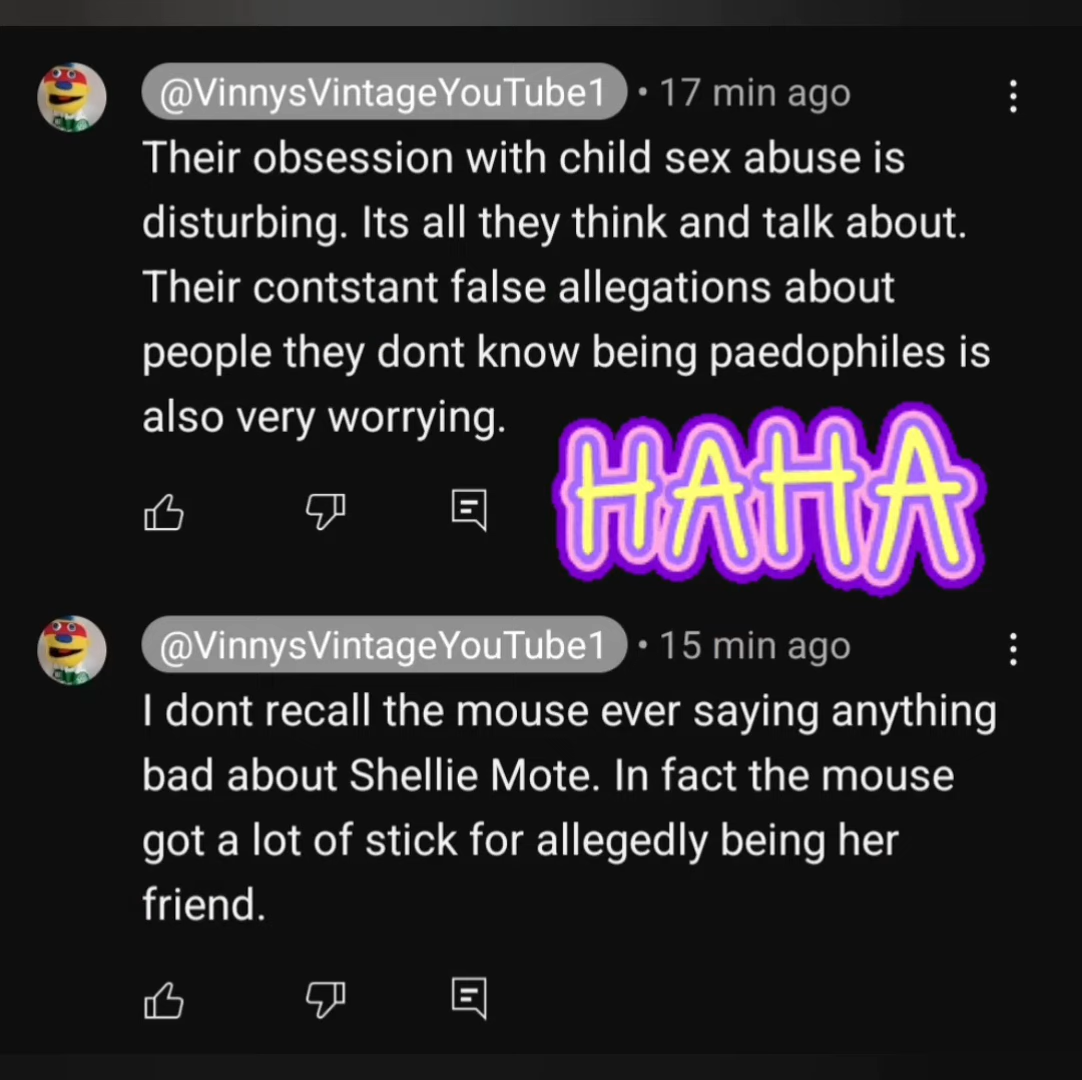 @VinnysVintageYouTube1 • 17 min ago
Their obsession with child sex abuse is
disturbing. Its all they think and talk about.
Their contstant false allegations about
people they dont know being paedophiles is
also very worrying.
HAHA
@VinnysVintageYouTube1 • 15 min ago
I dont recall the mouse ever saying anything
bad about Shellie Mote. In fact the mouse
got a lot of stick for allegedly being her
friend.